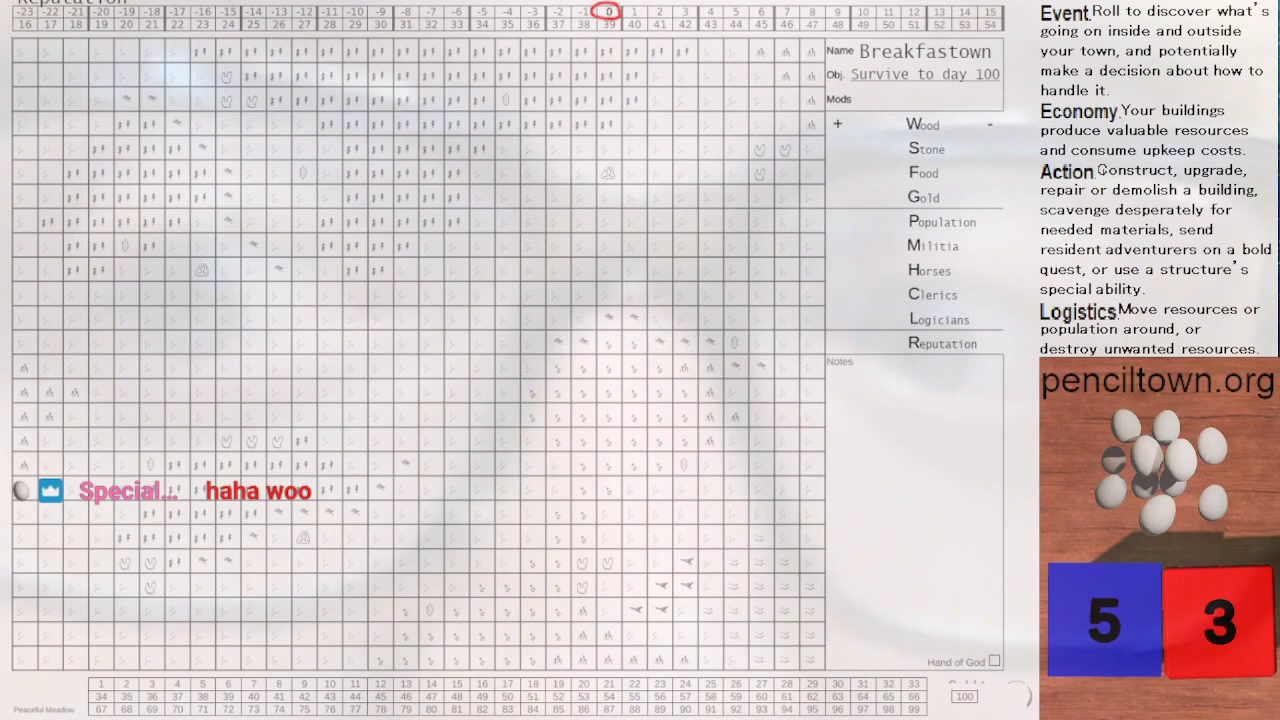 Reputation
-23 -22 -21 -20 -19 -18 -17 -16 -15 -14 -13 -12 -11 -10 -9 -8 -7 -6 -5 -4 -3 -2 -1 0 1 2 3 4 5 6 7 8 9 10 11 12 13 14 15
16 17 18 19 20 21 22 23 24 25 26 27 28 29 30 31 32 33 34 35 36 37 38 39 40 41 42 43 44 45 46 47 48 49 50 51 52 53 54
Name Breakfastown
Obj. Survive to day 100
Mods
+ Wood -
Stone
Food
Gold
Population
Militia
Horses
Clerics
Logicians
Reputation
Notes
Hand of God
Special... haha woo
1 2 3 4 5 6 7 8 9 10 11 12 13 14 15 16 17 18 19 20 21 22 23 24 25 26 27 28 29 30 31 32 33
34 35 36 37 38 39 40 41 42 43 44 45 46 47 48 49 50 51 52 53 54 55 56 57 58 59 60 61 62 63 64 65 66
67 68 69 70 71 72 73 74 75 76 77 78 79 80 81 82 83 84 85 86 87 88 89 90 91 92 93 94 95 96 97 98 99
100
Peaceful Meadow
Event Roll to discover what's
going on inside and outside
your town, and potentially
make a decision about how to
handle it.
Economy Your buildings
produce valuable resources
and consume upkeep costs.
Action Construct, upgrade,
repair or demolish a building,
scavenge desperately for
needed materials, send
resident adventurers on a bold
quest, or use a structure's
special ability.
Logistics Move resources or
population around, or
destroy unwanted resources.
penciltown.org
5 3